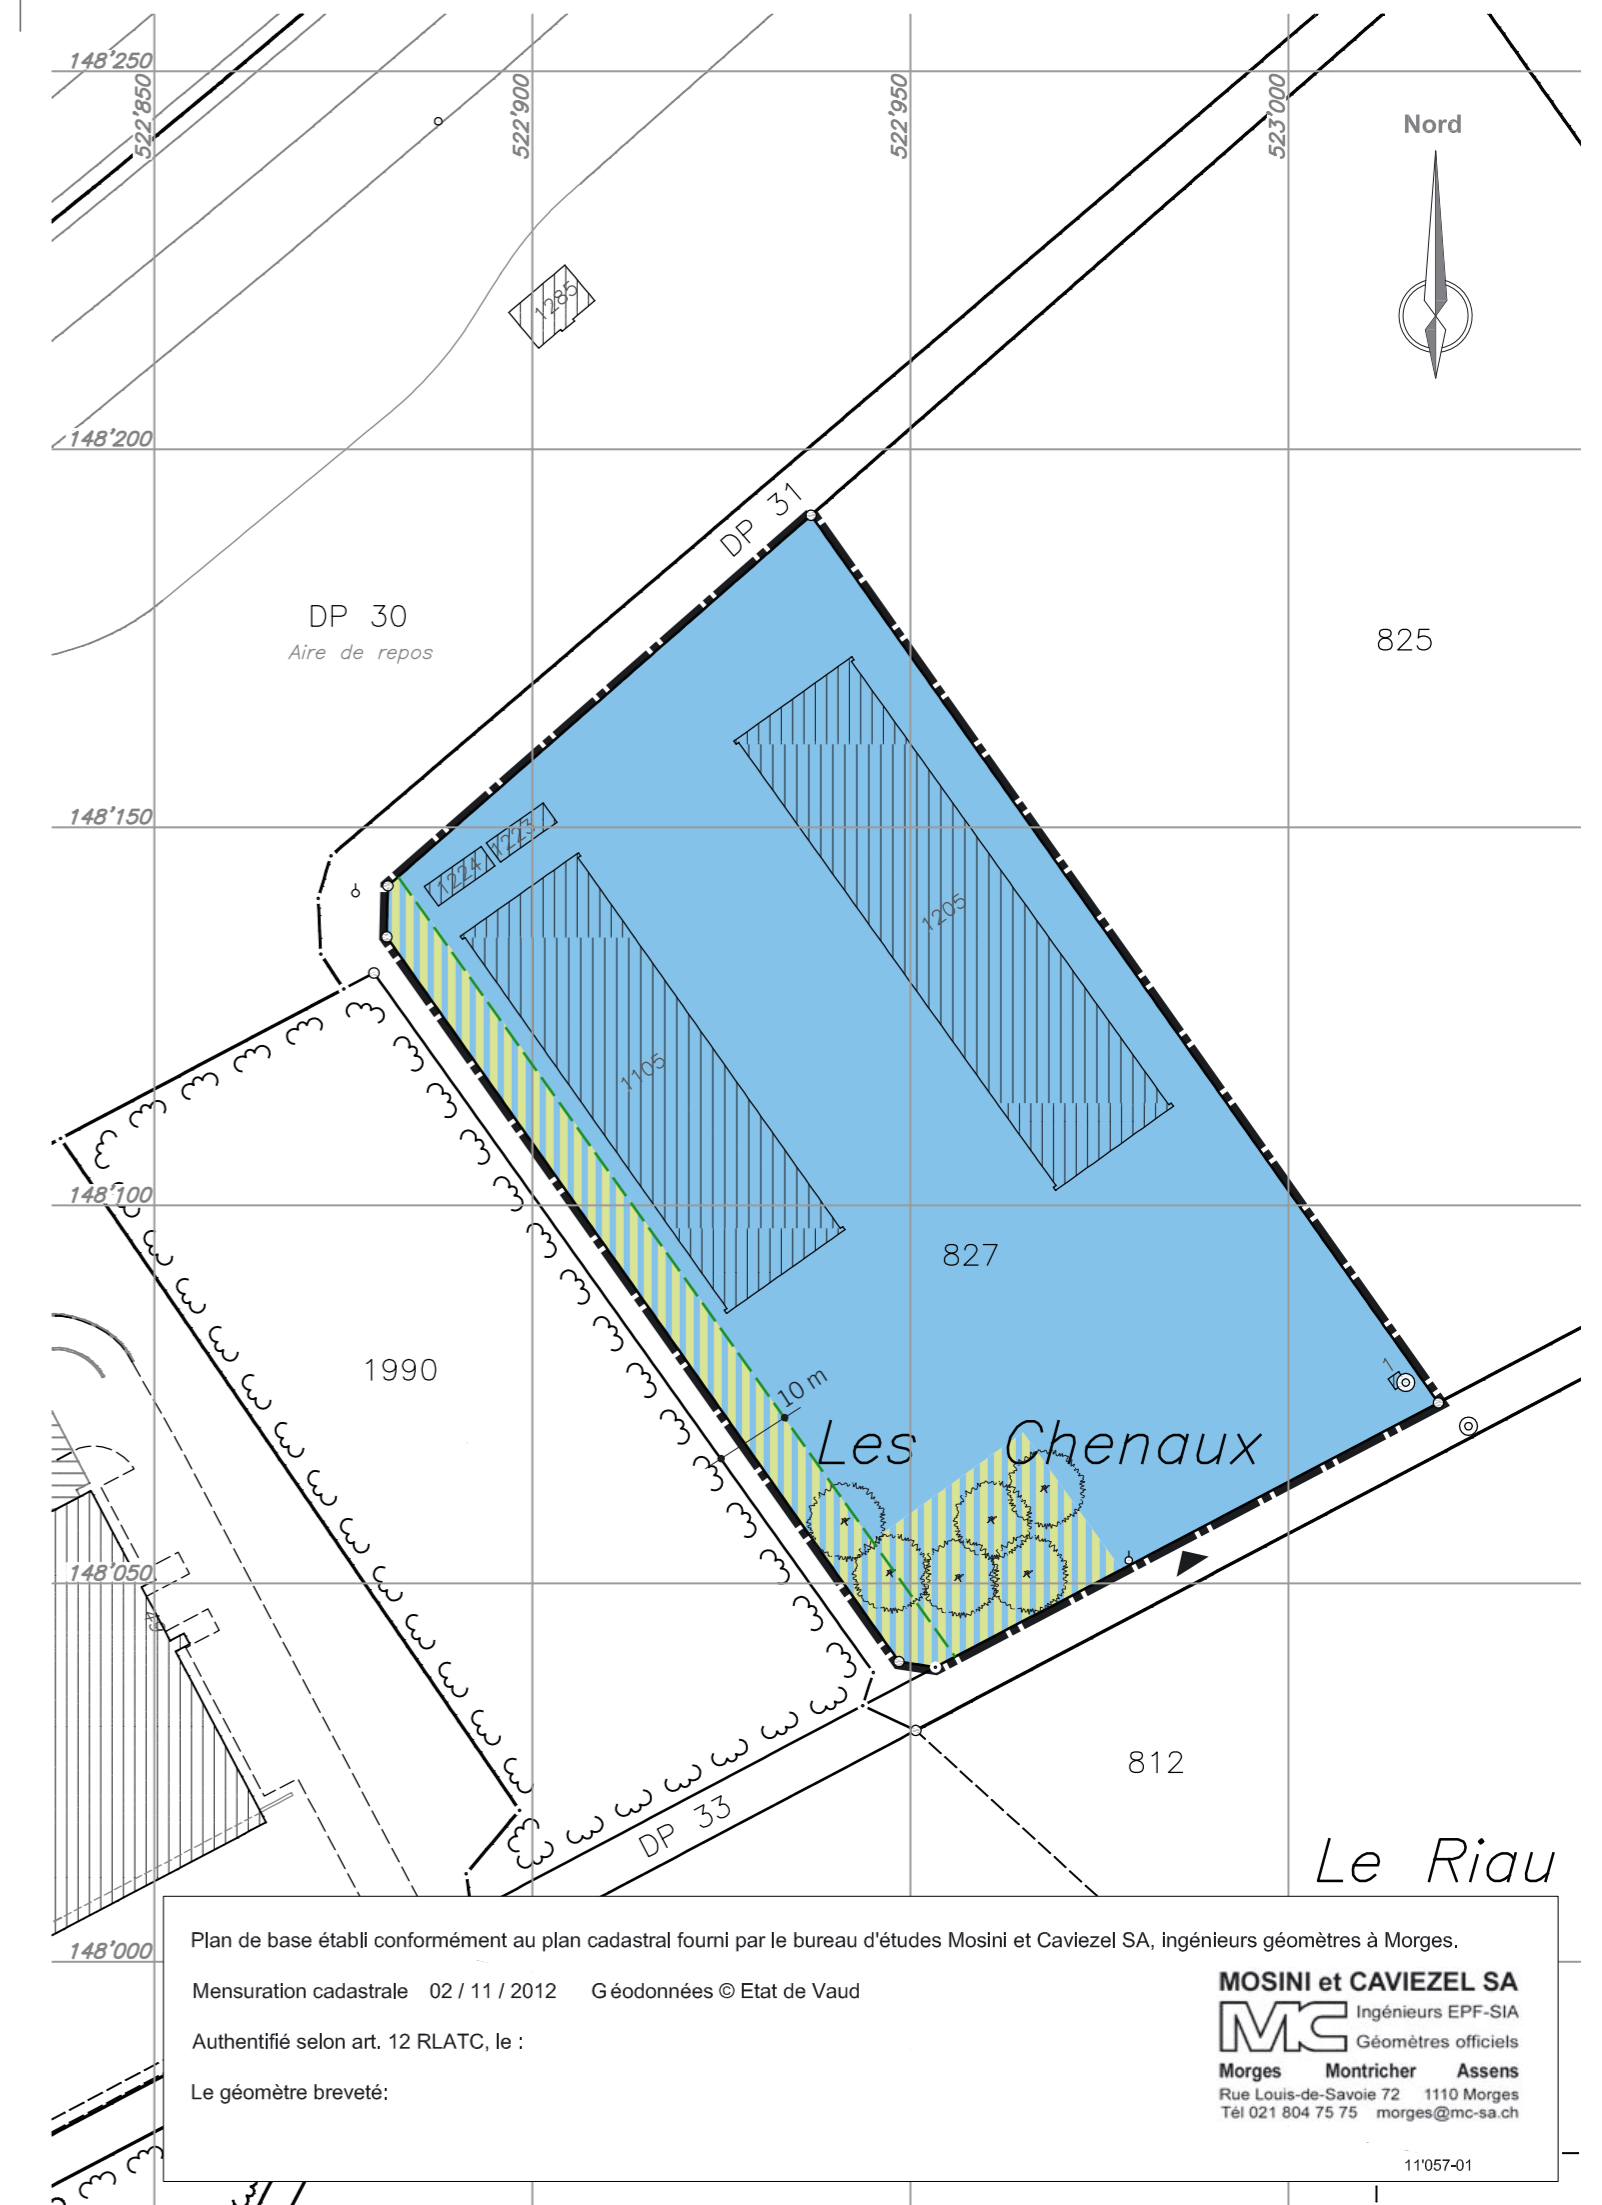 148'250
522'850
522'900
522'950
523'000
Nord
1285
148'200
DP 31
DP 30
Aire de repos
825
148'150
1223
1224
1205
1105
148'100
827
1990
1
10 m
Les Chenaux
148'050
49
812
DP 33
Le Riau
148'000
Plan de base établi conformément au plan cadastral fourni par le bureau d'études Mosini et Caviezel SA, ingénieurs géomètres à Morges.
Mensuration cadastrale 02 / 11 / 2012 Géodonnées © Etat de Vaud
Authentifié selon art. 12 RLATC, le :
Le géomètre breveté:
MOSINI et CAVIEZEL SA
MC
Ingénieurs EPF-SIA
Géomètres officiels
Morges Montricher Assens
Rue Louis-de-Savoie 72 1110 Morges
Tél 021 804 75 75 morges@mc-sa.ch
11'057-01